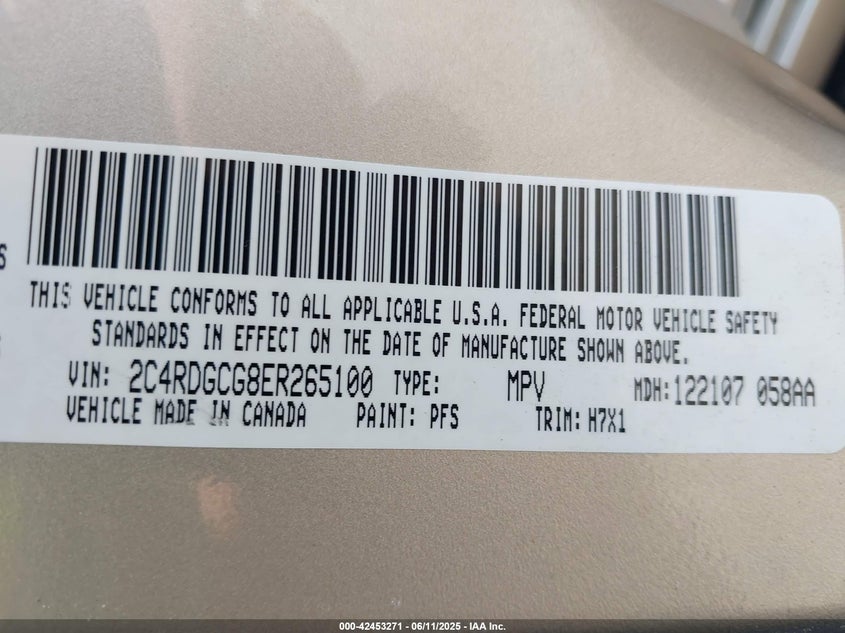 S
THIS VEHICLE CONFORMS TO ALL APPLICABLE U.S.A. FEDERAL MOTOR VEHICLE SAFETY
STANDARDS IN EFFECT ON THE DATE OF MANUFACTURE SHOWN ABOVE.
VIN: 2C4RDGCG8ER265100 TYPE: MPV MDH:122107 058AA
VEHICLE MADE IN CANADA PAINT: PFS TRIM: H7X1
000-42453271 - 06/11/2025 - IAA Inc.